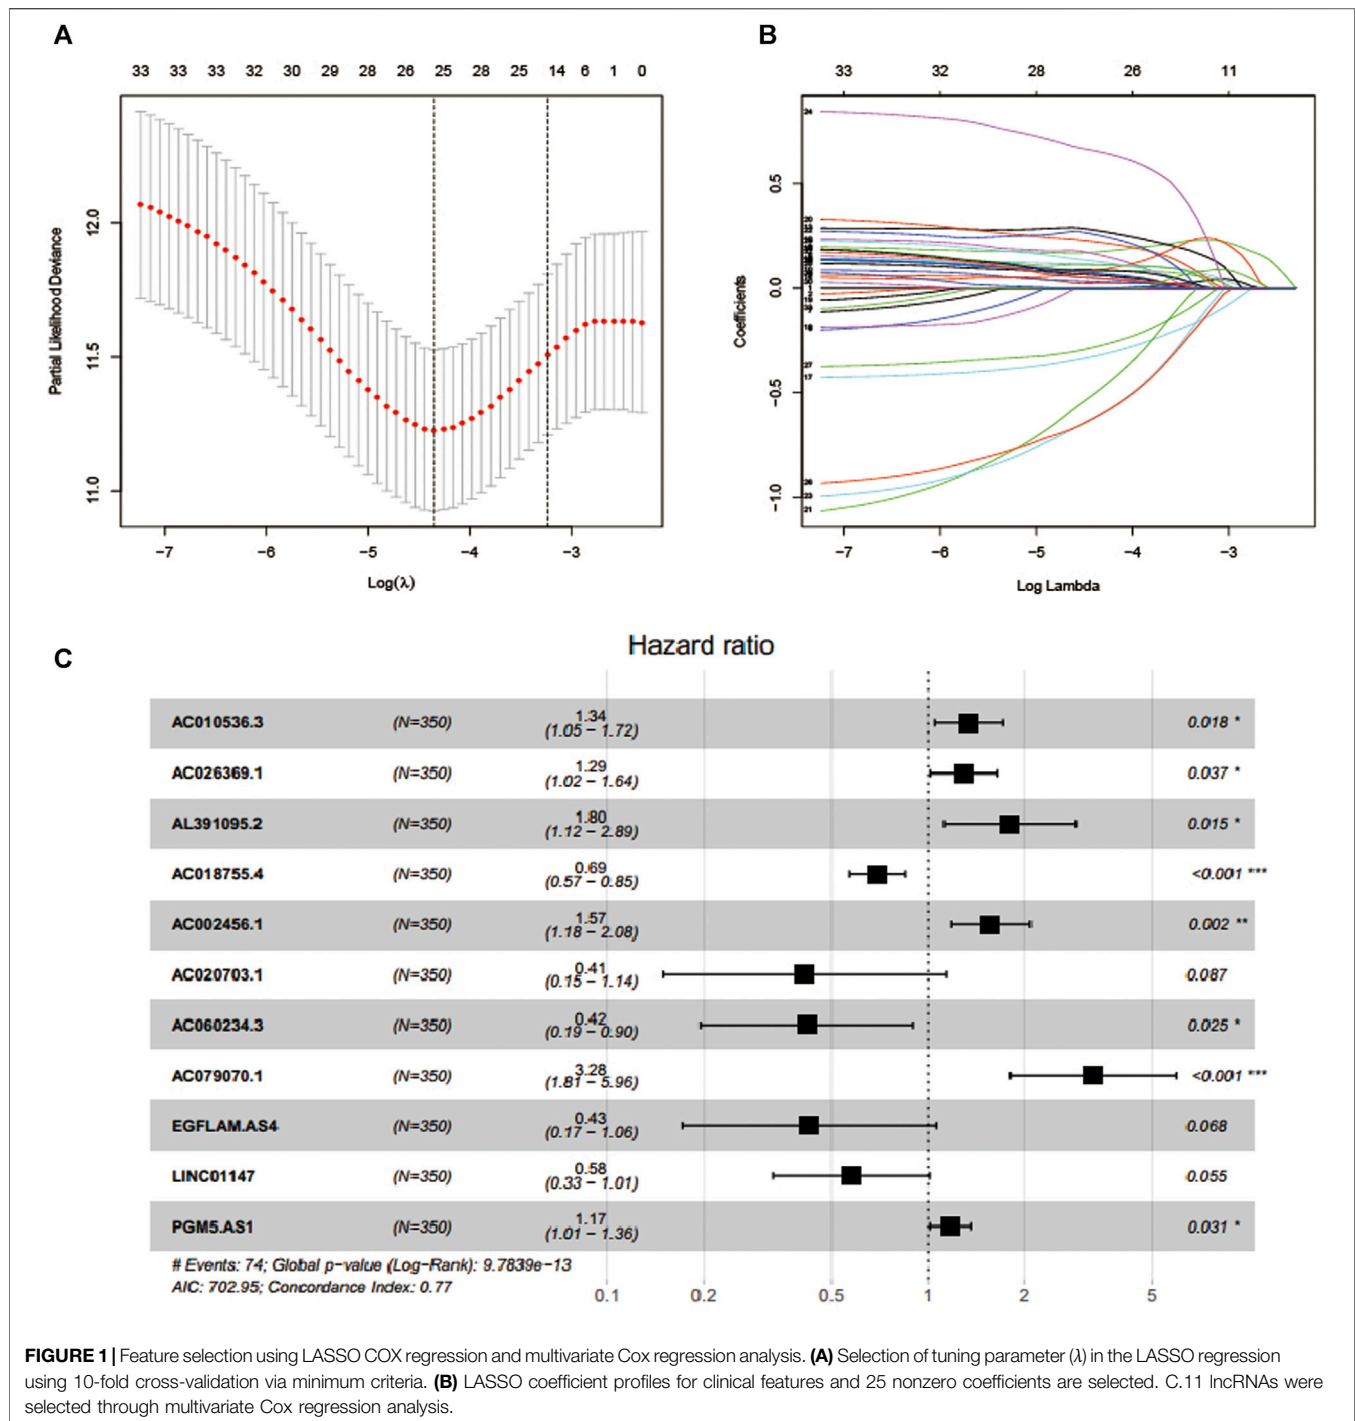 A
33 33 33 32 30 29 28 26 25 28 25 14 6 1 0
Partial Likelihood Deviance
12.0
11.5
11.0
−7 −6 −5 −4 −3
Log(λ)
B
33 32 28 26 11
Coefficients
0.5
0.0
−0.5
−1.0
24
20
18
27
17
26
23
21
−7 −6 −5 −4 −3
Log Lambda
C
Hazard ratio
AC010536.3 (N=350) 1.34 (1.05 − 1.72) 0.018 *
AC026369.1 (N=350) 1.29 (1.02 − 1.64) 0.037 *
AL391095.2 (N=350) 1.80 (1.12 − 2.89) 0.015 *
AC018755.4 (N=350) 0.69 (0.57 − 0.85) <0.001 ***
AC002456.1 (N=350) 1.57 (1.18 − 2.08) 0.002 **
AC020703.1 (N=350) 0.41 (0.15 − 1.14) 0.087
AC060234.3 (N=350) 0.42 (0.19 − 0.90) 0.025 *
AC079070.1 (N=350) 3.28 (1.81 − 5.96) <0.001 ***
EGFLAM.AS4 (N=350) 0.43 (0.17 − 1.06) 0.068
LINC01147 (N=350) 0.58 (0.33 − 1.01) 0.055
PGM5.AS1 (N=350) 1.17 (1.01 − 1.36) 0.031 *
# Events: 74; Global p−value (Log−Rank): 9.7839e−13
AIC: 702.95; Concordance Index: 0.77
0.1 0.2 0.5 1 2 5
FIGURE 1 | Feature selection using LASSO COX regression and multivariate Cox regression analysis. (A) Selection of tuning parameter (λ) in the LASSO regression
using 10-fold cross-validation via minimum criteria. (B) LASSO coefficient profiles for clinical features and 25 nonzero coefficients are selected. C.11 lncRNAs were
selected through multivariate Cox regression analysis.